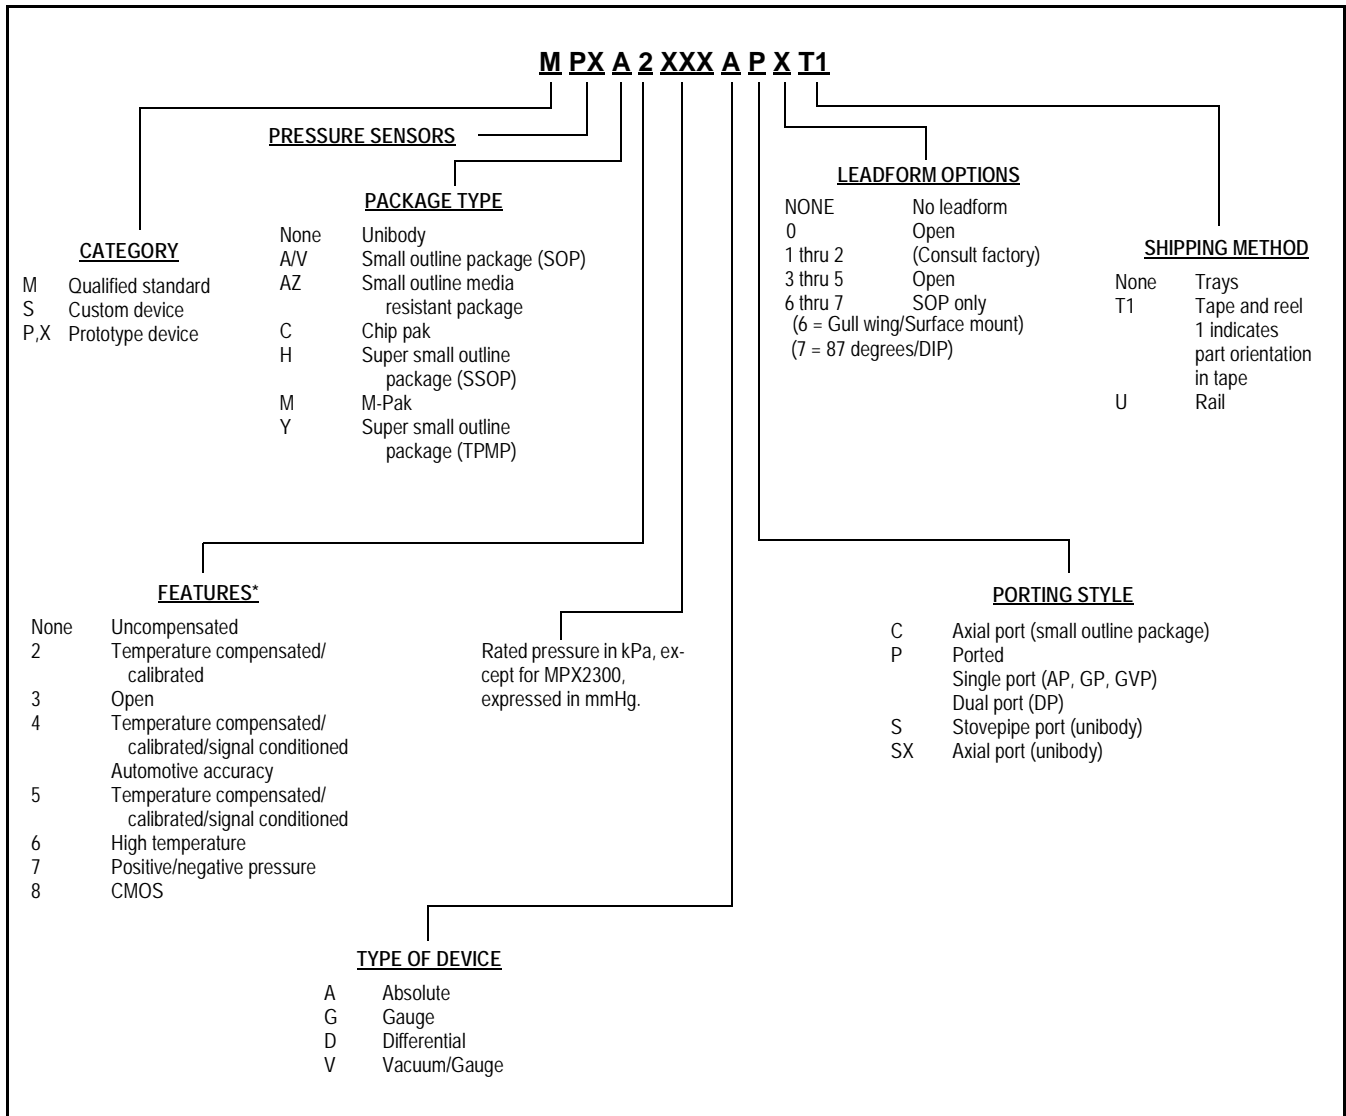 M PX A 2 XXX A P X T1
PRESSURE SENSORS
CATEGORY
M Qualified standard
S Custom device
P,X Prototype device
PACKAGE TYPE
None Unibody
A/V Small outline package (SOP)
AZ Small outline media
resistant package
C Chip pak
H Super small outline
package (SSOP)
M M-Pak
Y Super small outline
package (TPMP)
LEADFORM OPTIONS
NONE No leadform
0 Open
1 thru 2 (Consult factory)
3 thru 5 Open
6 thru 7 SOP only
(6 = Gull wing/Surface mount)
(7 = 87 degrees/DIP)
SHIPPING METHOD
None Trays
T1 Tape and reel
1 indicates
part orientation
in tape
U Rail
FEATURES*
None Uncompensated
2 Temperature compensated/
calibrated
3 Open
4 Temperature compensated/
calibrated/signal conditioned
Automotive accuracy
5 Temperature compensated/
calibrated/signal conditioned
6 High temperature
7 Positive/negative pressure
8 CMOS
Rated pressure in kPa, ex-
cept for MPX2300,
expressed in mmHg.
PORTING STYLE
C Axial port (small outline package)
P Ported
Single port (AP, GP, GVP)
Dual port (DP)
S Stovepipe port (unibody)
SX Axial port (unibody)
TYPE OF DEVICE
A Absolute
G Gauge
D Differential
V Vacuum/Gauge